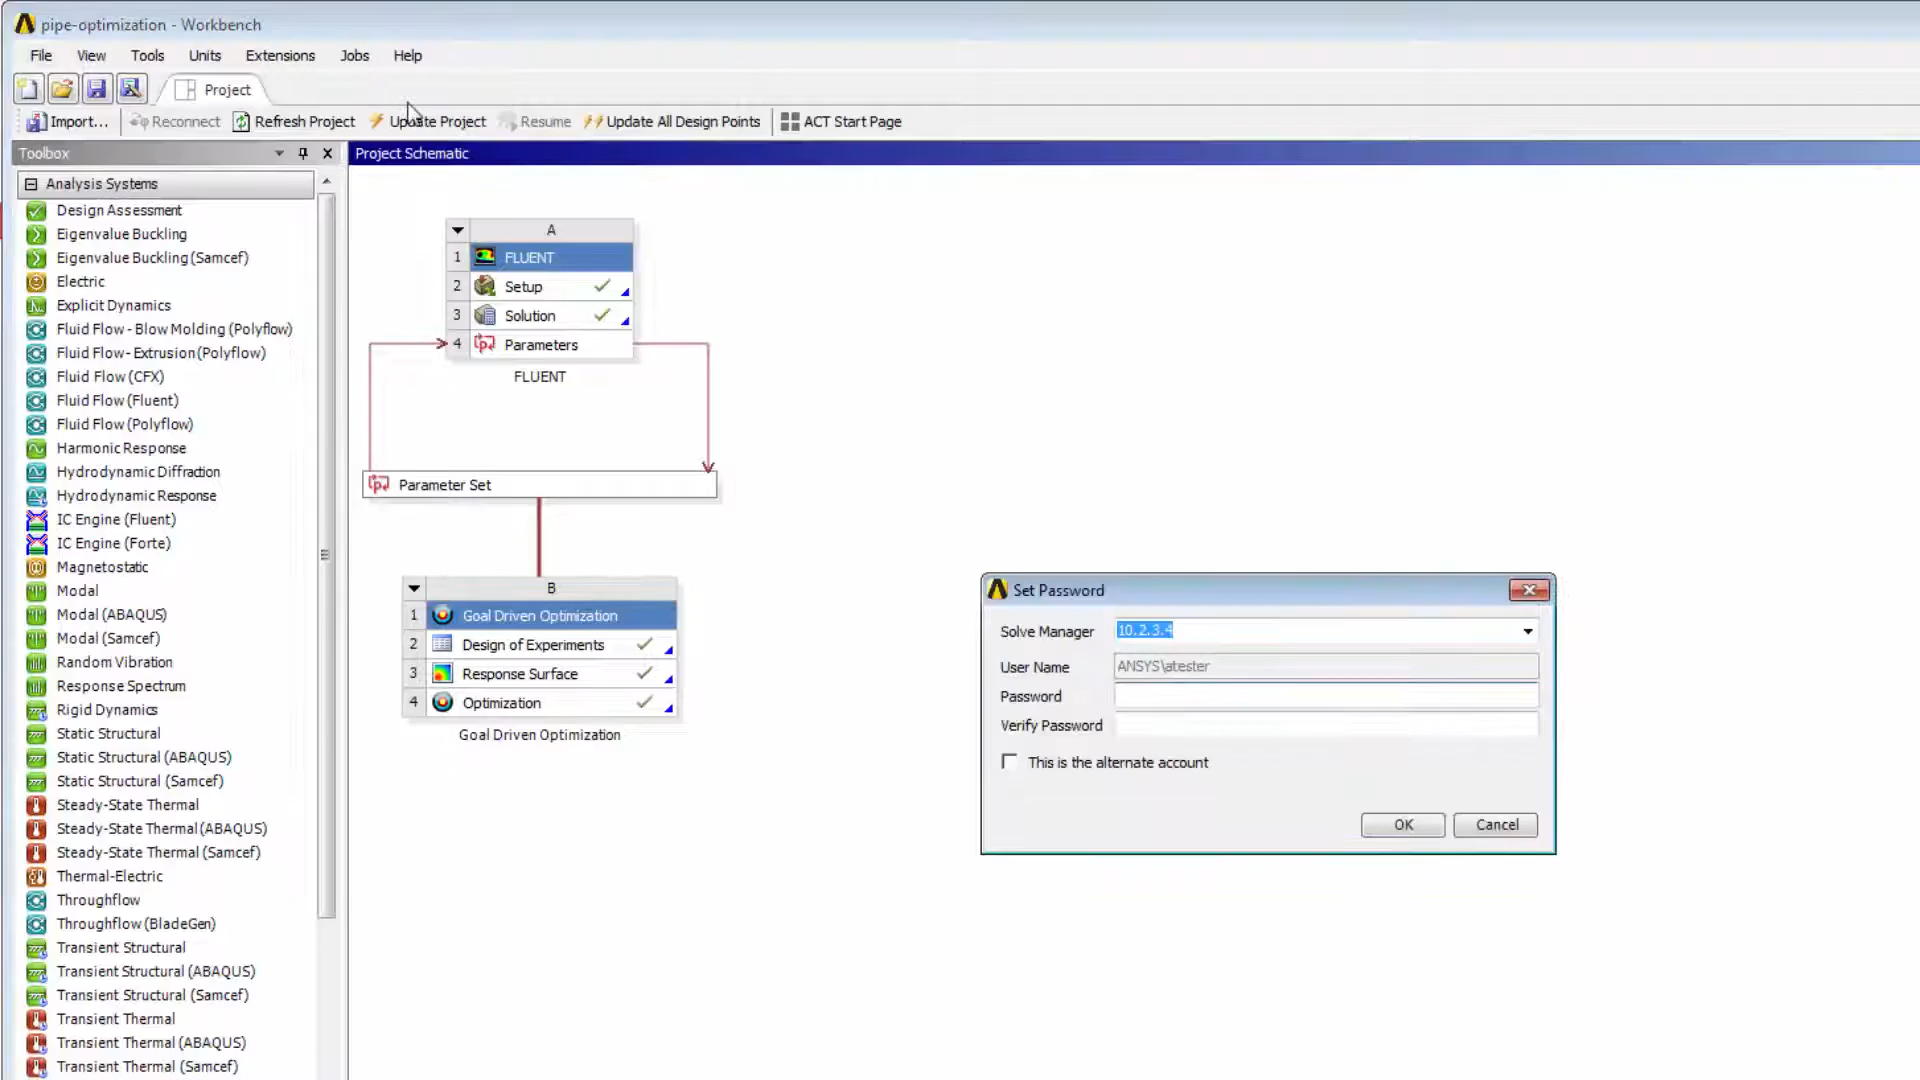 pipe-optimization - Workbench
File View Tools Units Extensions Jobs Help
Project
Import... Reconnect Refresh Project Update Project Resume Update All Design Points ACT Start Page
Toolbox
Analysis Systems
Design Assessment
Eigenvalue Buckling
Eigenvalue Buckling (Samcef)
Electric
Explicit Dynamics
Fluid Flow - Blow Molding (Polyflow)
Fluid Flow- Extrusion (Polyflow)
Fluid Flow (CFX)
Fluid Flow (Fluent)
Fluid Flow (Polyflow)
Harmonic Response
Hydrodynamic Diffraction
Hydrodynamic Response
IC Engine (Fluent)
IC Engine (Forte)
Magnetostatic
Modal
Modal (ABAQUS)
Modal (Samcef)
Random Vibration
Response Spectrum
Rigid Dynamics
Static Structural
Static Structural (ABAQUS)
Static Structural (Samcef)
Steady-State Thermal
Steady-State Thermal (ABAQUS)
Steady-State Thermal (Samcef)
Thermal-Electric
Throughflow
Throughflow (BladeGen)
Transient Structural
Transient Structural (ABAQUS)
Transient Structural (Samcef)
Transient Thermal
Transient Thermal (ABAQUS)
Transient Thermal (Samcef)
Project Schematic
A
1 FLUENT
2 Setup
3 Solution
4 Parameters
FLUENT
Parameter Set
B
1 Goal Driven Optimization
2 Design of Experiments
3 Response Surface
4 Optimization
Goal Driven Optimization
Set Password
Solve Manager 10.2.3.4
User Name ANSYS\atester
Password
Verify Password
This is the alternate account
OK Cancel